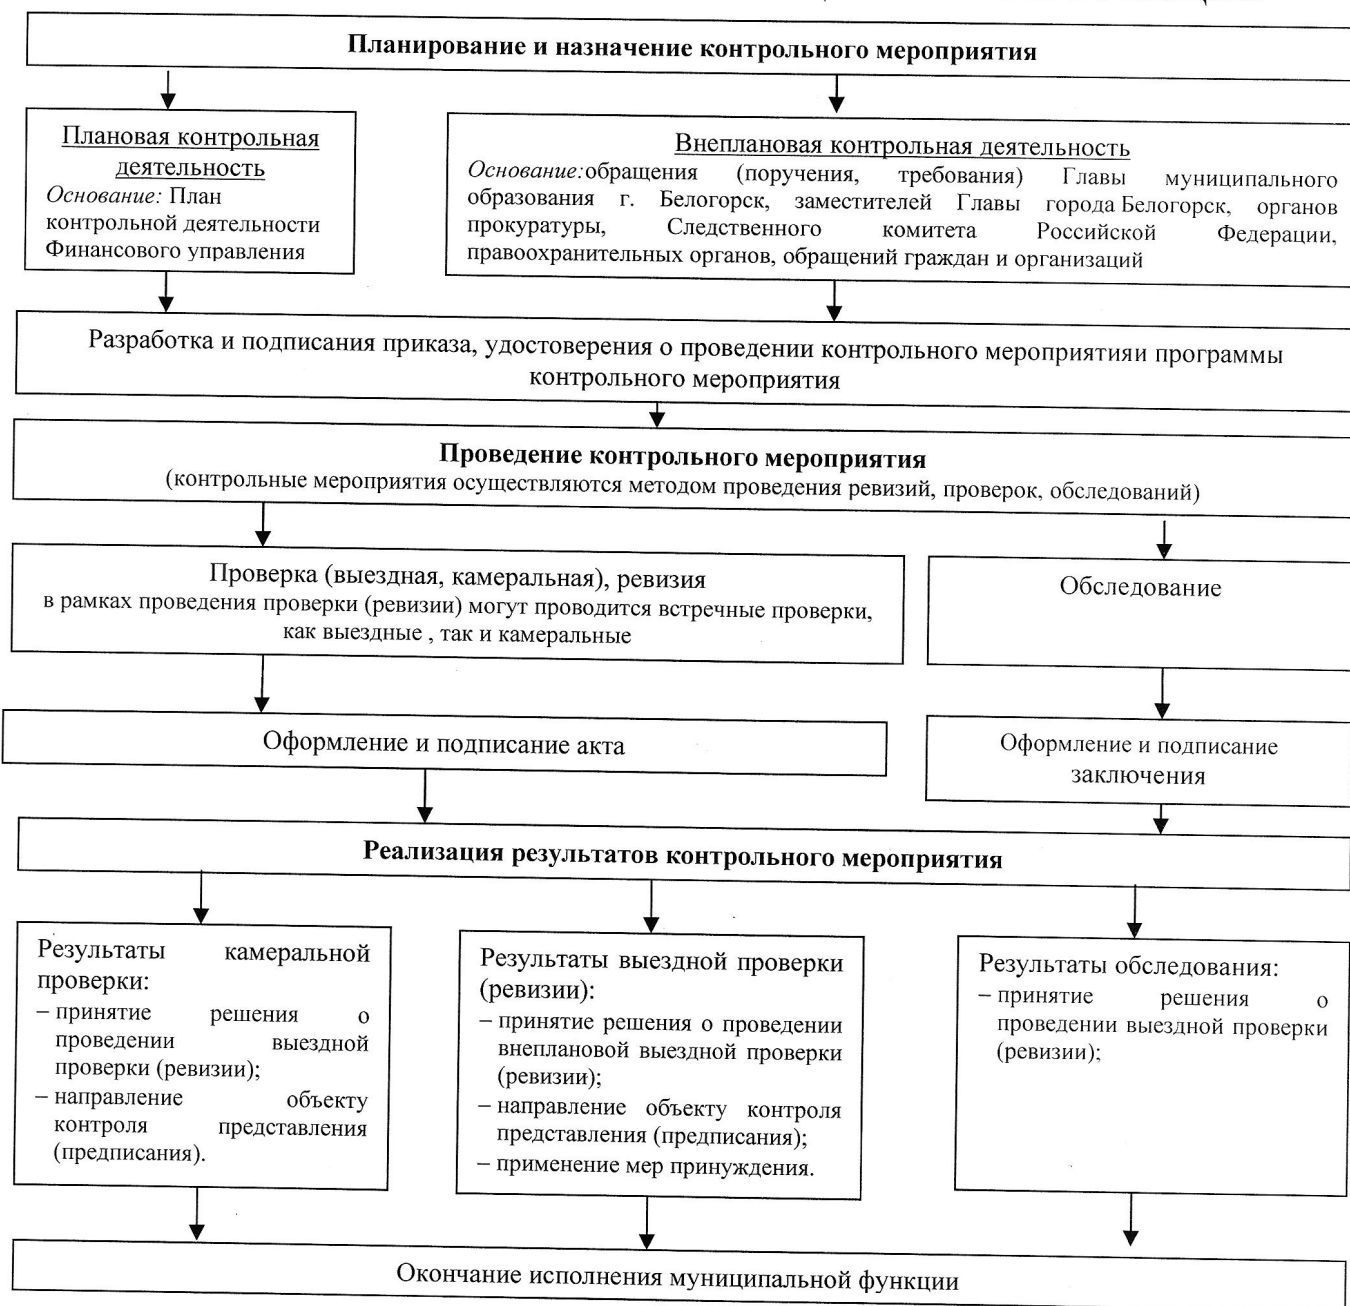 Планирование и назначение контрольного мероприятия
Плановая контрольная
деятельность
Основание: План
контрольной деятельности
Финансового управления
Внеплановая контрольная деятельность
Основание:обращения (поручения, требования) Главы муниципального
образования г. Белогорск, заместителей Главы города Белогорск, органов
прокуратуры, Следственного комитета Российской Федерации,
правоохранительных органов, обращений граждан и организаций
Разработка и подписания приказа, удостоверения о проведении контрольного мероприятияи программы
контрольного мероприятия
Проведение контрольного мероприятия
(контрольные мероприятия осуществляются методом проведения ревизий, проверок, обследований)
Проверка (выездная, камеральная), ревизия
в рамках проведения проверки (ревизии) могут проводится встречные проверки,
как выездные , так и камеральные
Обследование
Оформление и подписание акта
Оформление и подписание
заключения
Реализация результатов контрольного мероприятия
Результаты камеральной
проверки:
– принятие решения о
проведении выездной
проверки (ревизии);
– направление объекту
контроля представления
(предписания).
Результаты выездной проверки
(ревизии):
– принятие решения о проведении
внеплановой выездной проверки
(ревизии);
– направление объекту контроля
представления (предписания);
– применение мер принуждения.
Результаты обследования:
– принятие решения о
проведении выездной проверки
(ревизии);
Окончание исполнения муниципальной функции